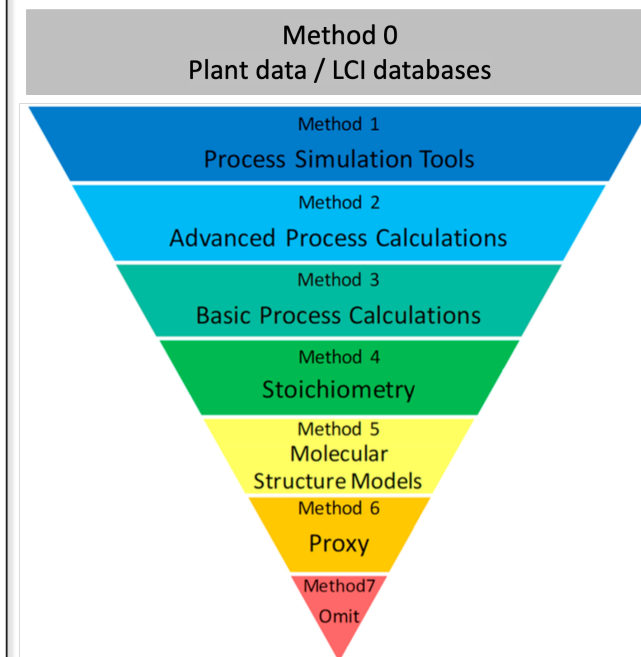 Method 0
Plant data / LCI databases
Method 1
Process Simulation Tools
Method 2
Advanced Process Calculations
Method 3
Basic Process Calculations
Method 4
Stoichiometry
Method 5
Molecular
Structure Models
Method 6
Proxy
Method7
Omit